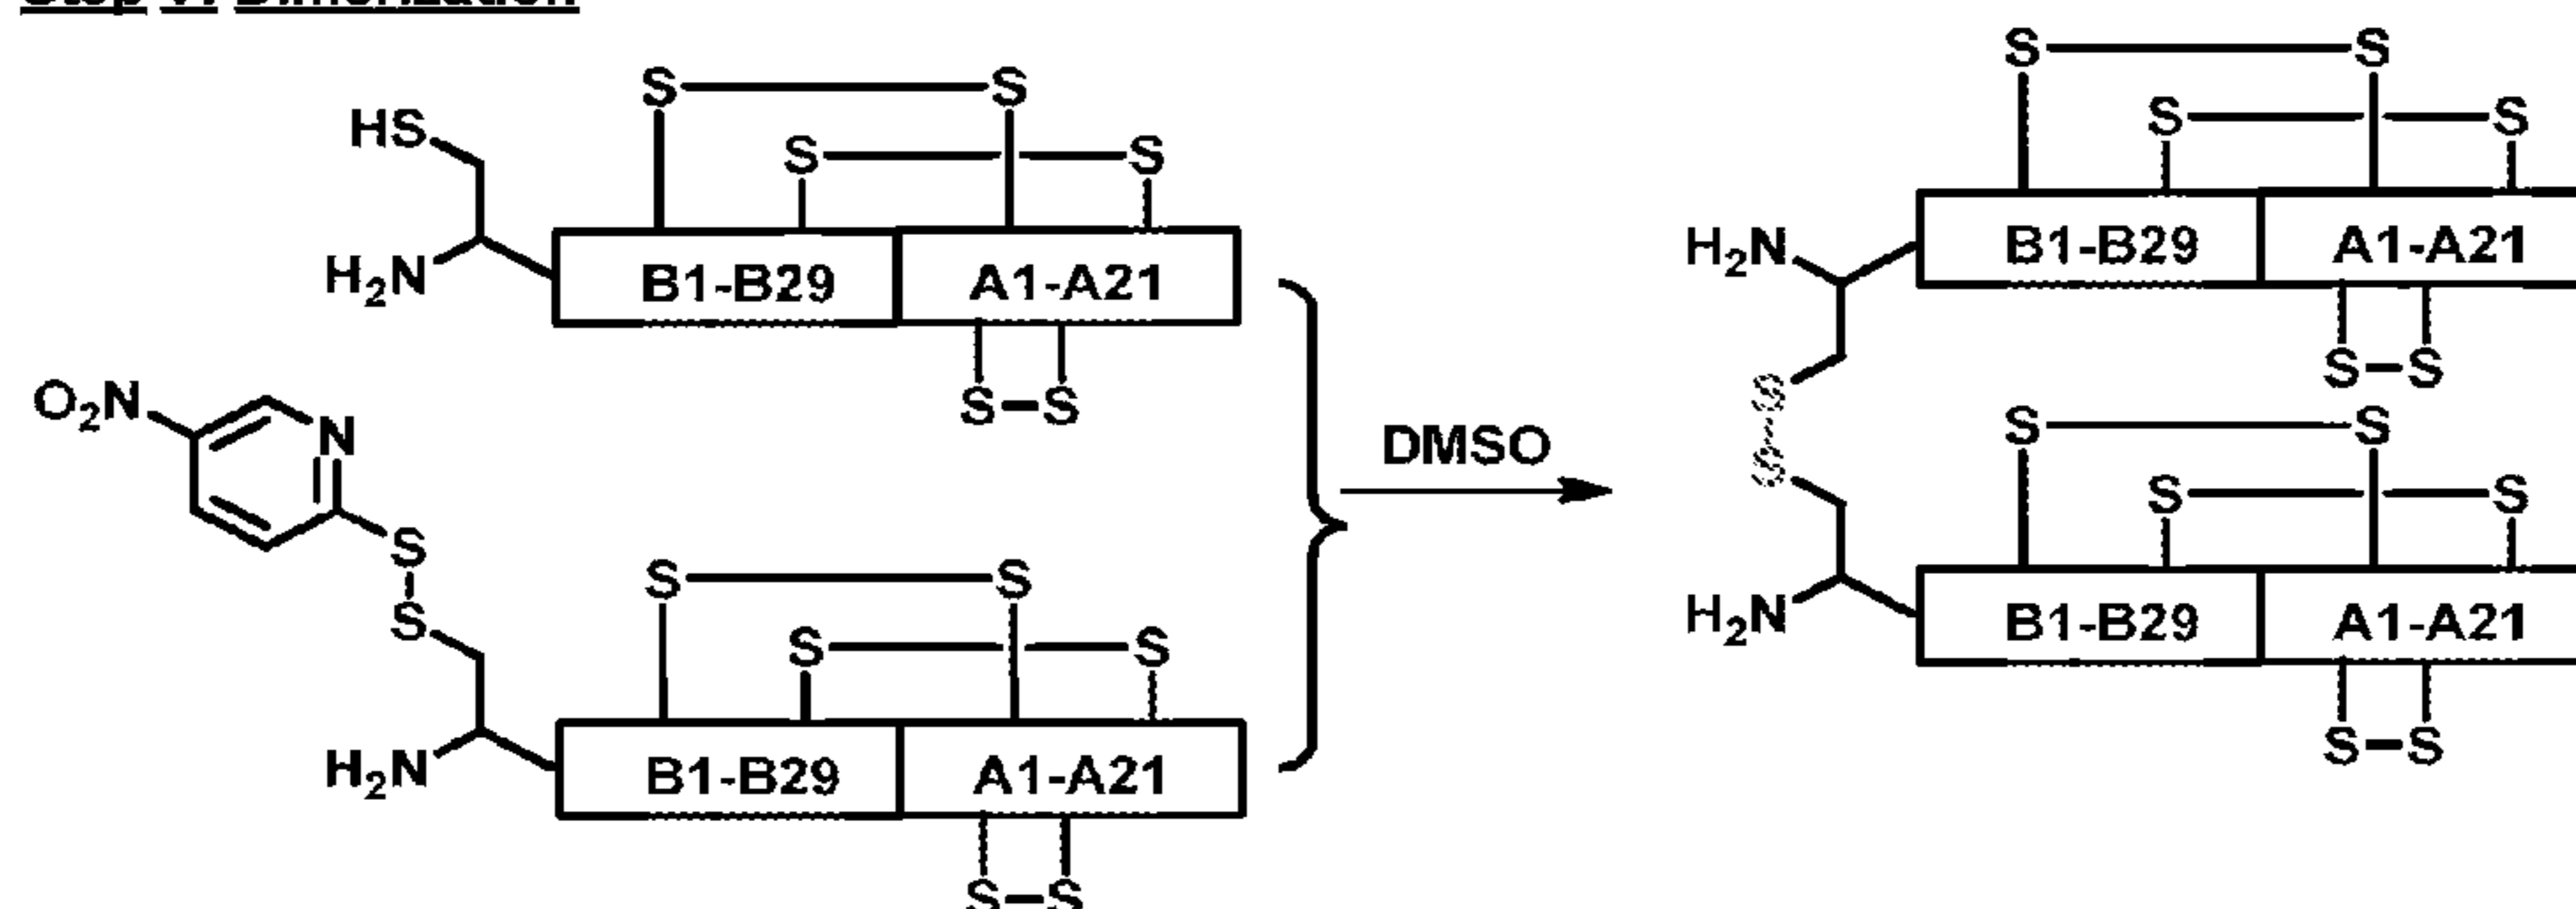 S S S S
HS S S S S
H₂N B1-B29 A1-A21 H₂N B1-B29 A1-A21
S-S S-S
O₂N N DMSO S S
S S S
S S S S B1-B29 A1-A21
S S H₂N S-S
H₂N B1-B29 A1-A21
S-S